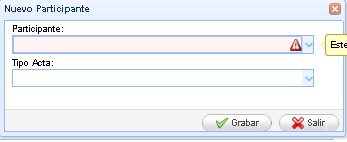 Nuevo Participante
Participante:
Este
Tipo Acta:
Grabar
Salir